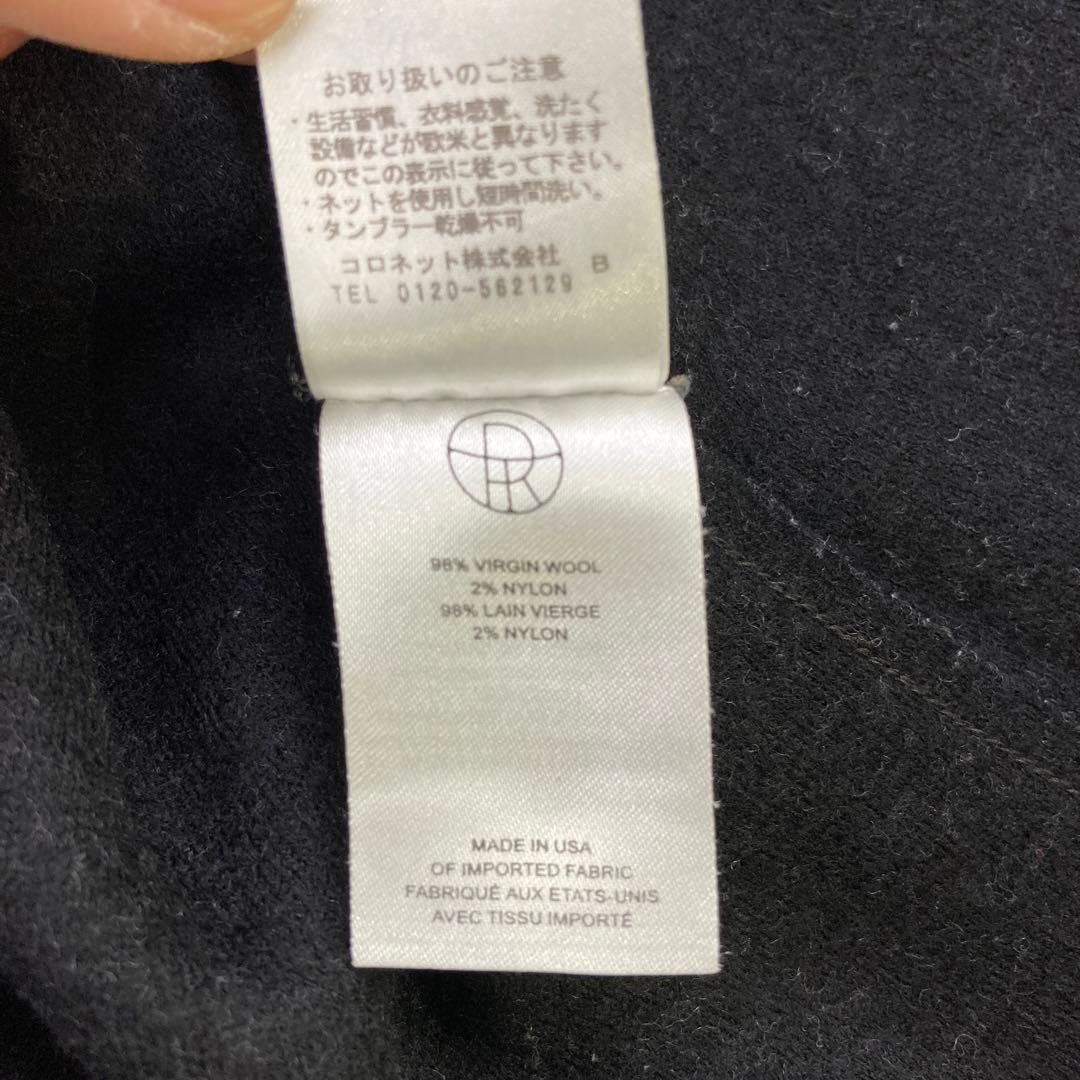 お取り扱いのご注意
・生活習慣、衣料感覚、洗たく
設備などが欧米と異なります
のでこの表示に従って下さい。
・ネットを使用し短時間洗い。
・タンブラー乾燥不可
コロネット株式会社 B
TEL 0120-562129
PR
98% VIRGIN WOOL
2% NYLON
98% LAIN VIERGE
2% NYLON
MADE IN USA
OF IMPORTED FABRIC
FABRIQUÉ AUX ETATS-UNIS
AVEC TISSU IMPORTÉ